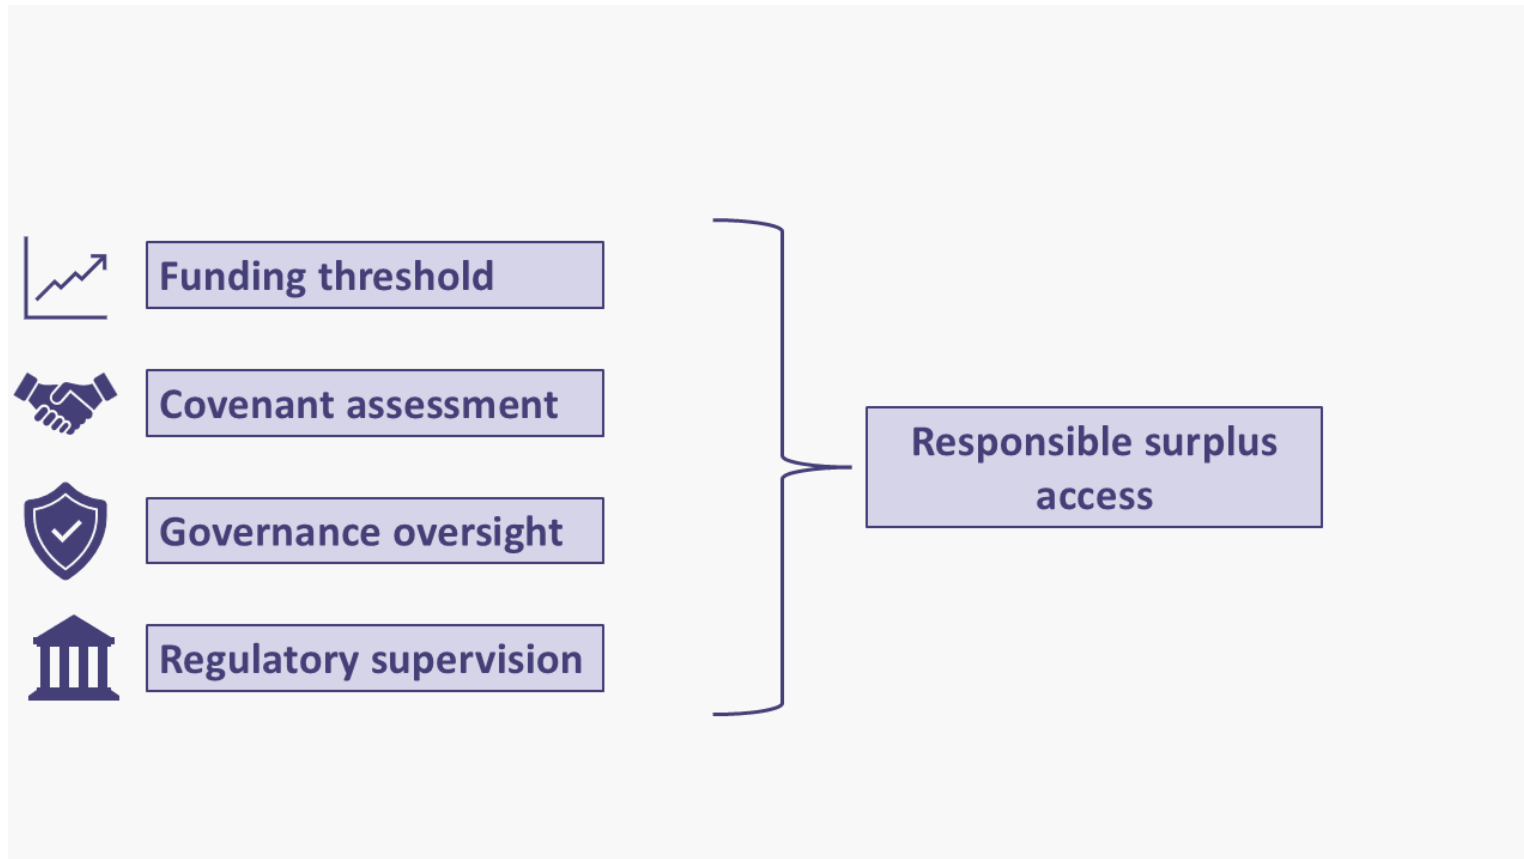 Funding threshold
Covenant assessment
Governance oversight
Regulatory supervision
Responsible surplus
access